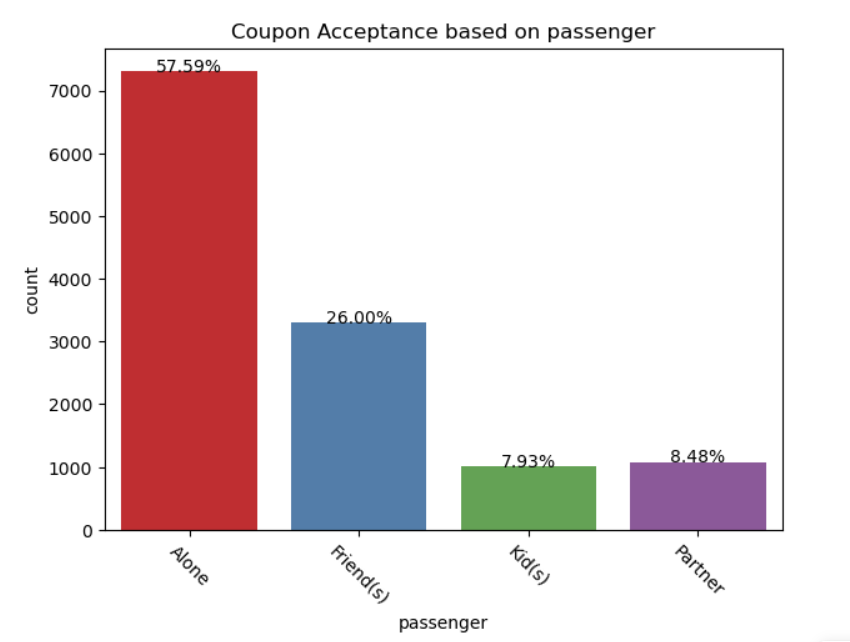 Coupon Acceptance based on passenger
57.59%
7000
6000
5000
4000
26.00%
3000
2000
8.48%
7.93%
1000
0
count
Alone
Friend(s)
Kid(s)
Partner
passenger